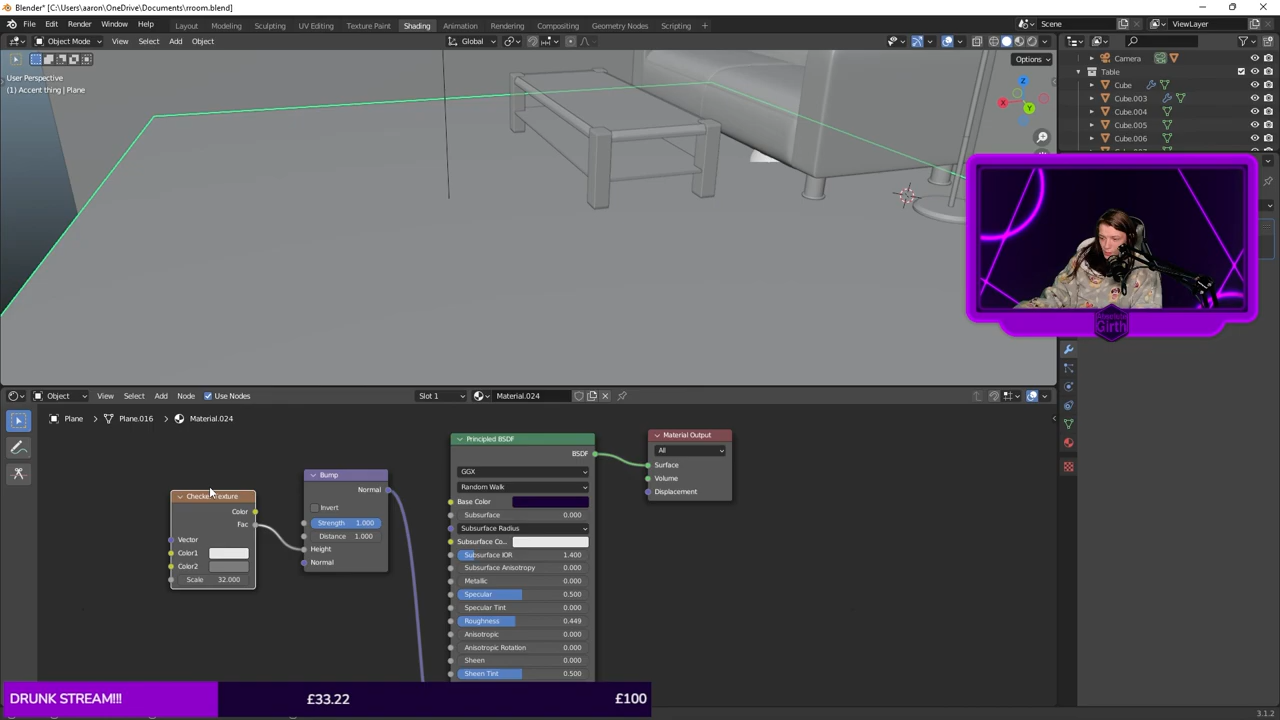 Blender* [C:\Users\aaron\OneDrive\Documents\rroom.blend]
File Edit Render Window Help Layout Modeling Sculpting UV Editing Texture Paint Shading Animation Rendering Compositing Geometry Nodes Scripting + Scene ViewLayer
Object Mode View Select Add Object Global
Options
User Perspective
(1) Accent thing | Plane
X
Y
Z
Camera
Table
Cube
Cube.003
Cube.004
Cube.005
Cube.006
Absolute
Girth
Object View Select Add Node Use Nodes Slot 1 Material.024
Plane > Plane.016 > Material.024
Color
Fac
Vector
Color1
Color2
Scale 32.000
Bump
Normal
Invert
Strength 1.000
Distance 1.000
Height
Normal
Principled BSDF
BSDF
GGX
Random Walk
Base Color
Subsurface 0.000
Subsurface Radius
Subsurface Co...
Subsurface IOR 1.400
Subsurface Anisotropy 0.000
Metallic 0.000
Specular 0.500
Specular Tint 0.000
Roughness 0.449
Anisotropic 0.000
Anisotropic Rotation 0.000
Sheen 0.000
Sheen Tint 0.500
Material Output
All
Surface
Volume
Displacement
DRUNK STREAM!!! £33.22 £100
3.1.2